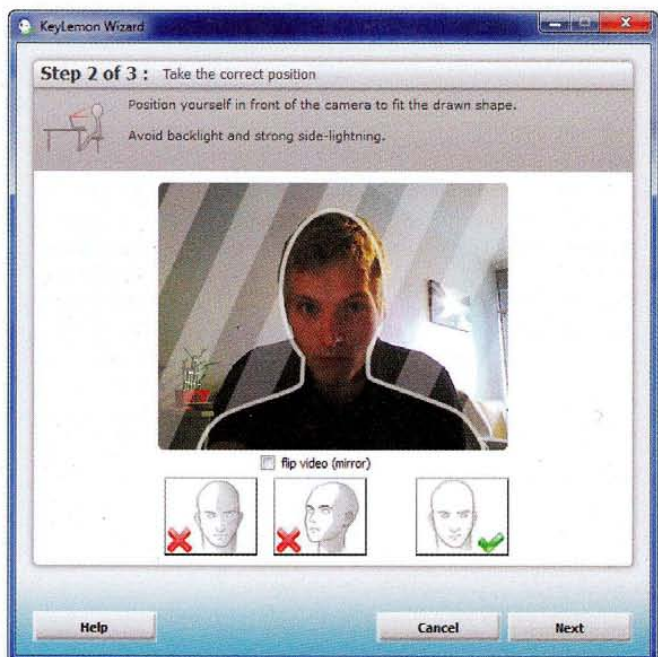 KeyLemon Wizard
Step 2 of 3 : Take the correct position
Position yourself in front of the camera to fit the drawn shape.
Avoid backlight and strong side-lightning.
flip video (mirror)
Help
Cancel
Next